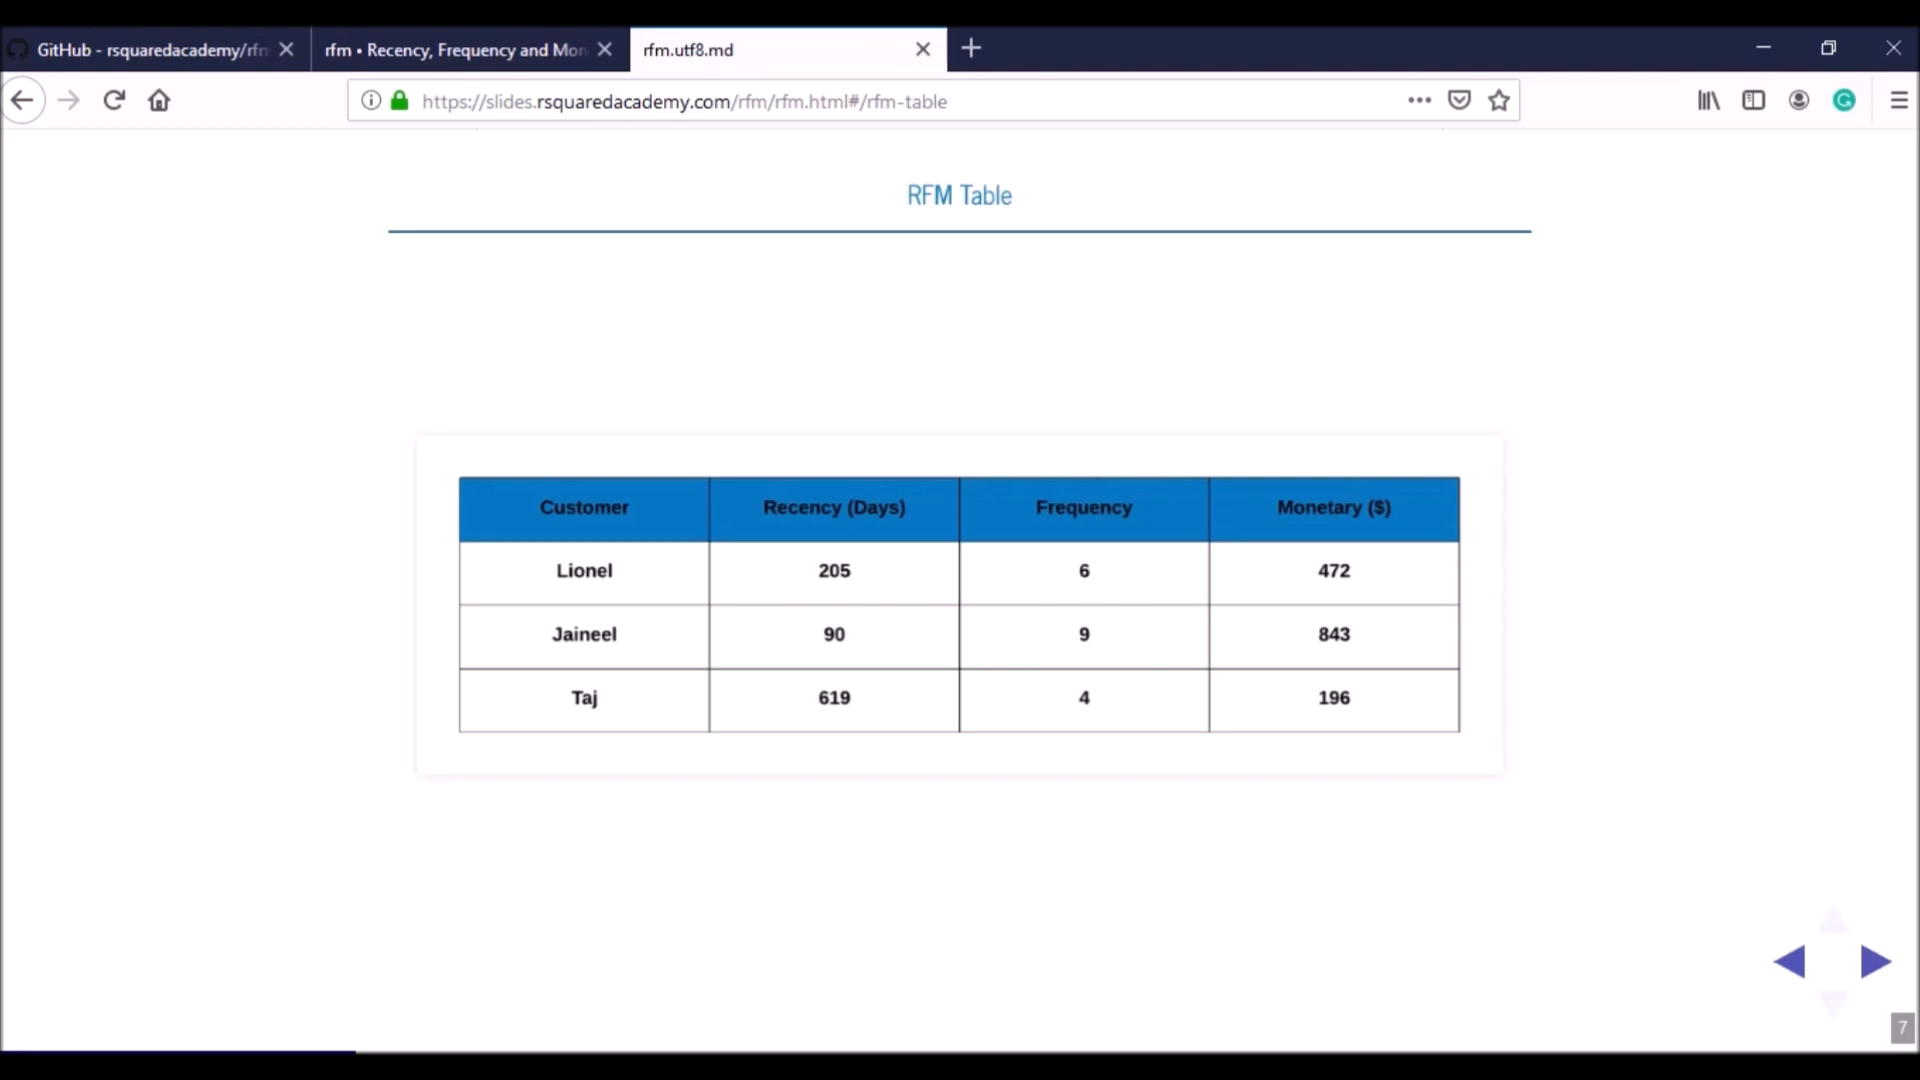 GitHub - rsquaredacademy/rfm
rfm • Recency, Frequency and Mon
rfm.utf8.md
https://slides.rsquaredacademy.com/rfm/rfm.html#/rfm-table
RFM Table
Customer Recency (Days) Frequency Monetary ($)
Lionel 205 6 472
Jaineel 90 9 843
Taj 619 4 196
7